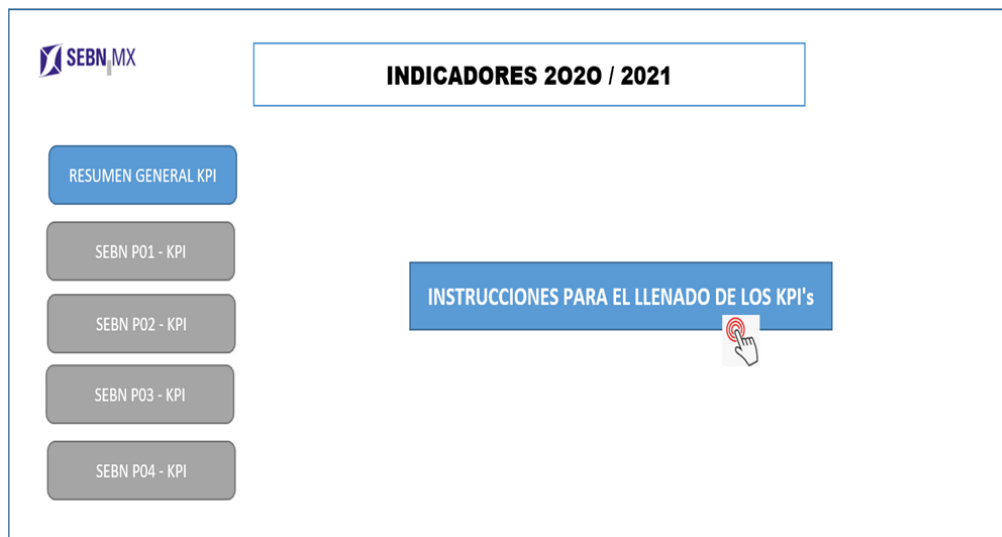 SEBN MX
INDICADORES 2020 / 2021
RESUMEN GENERAL KPI
SEBN P01 - KPI
INSTRUCCIONES PARA EL LLENADO DE LOS KPI's
SEBN P02 - KPI
SEBN P03 - KPI
SEBN P04 - KPI